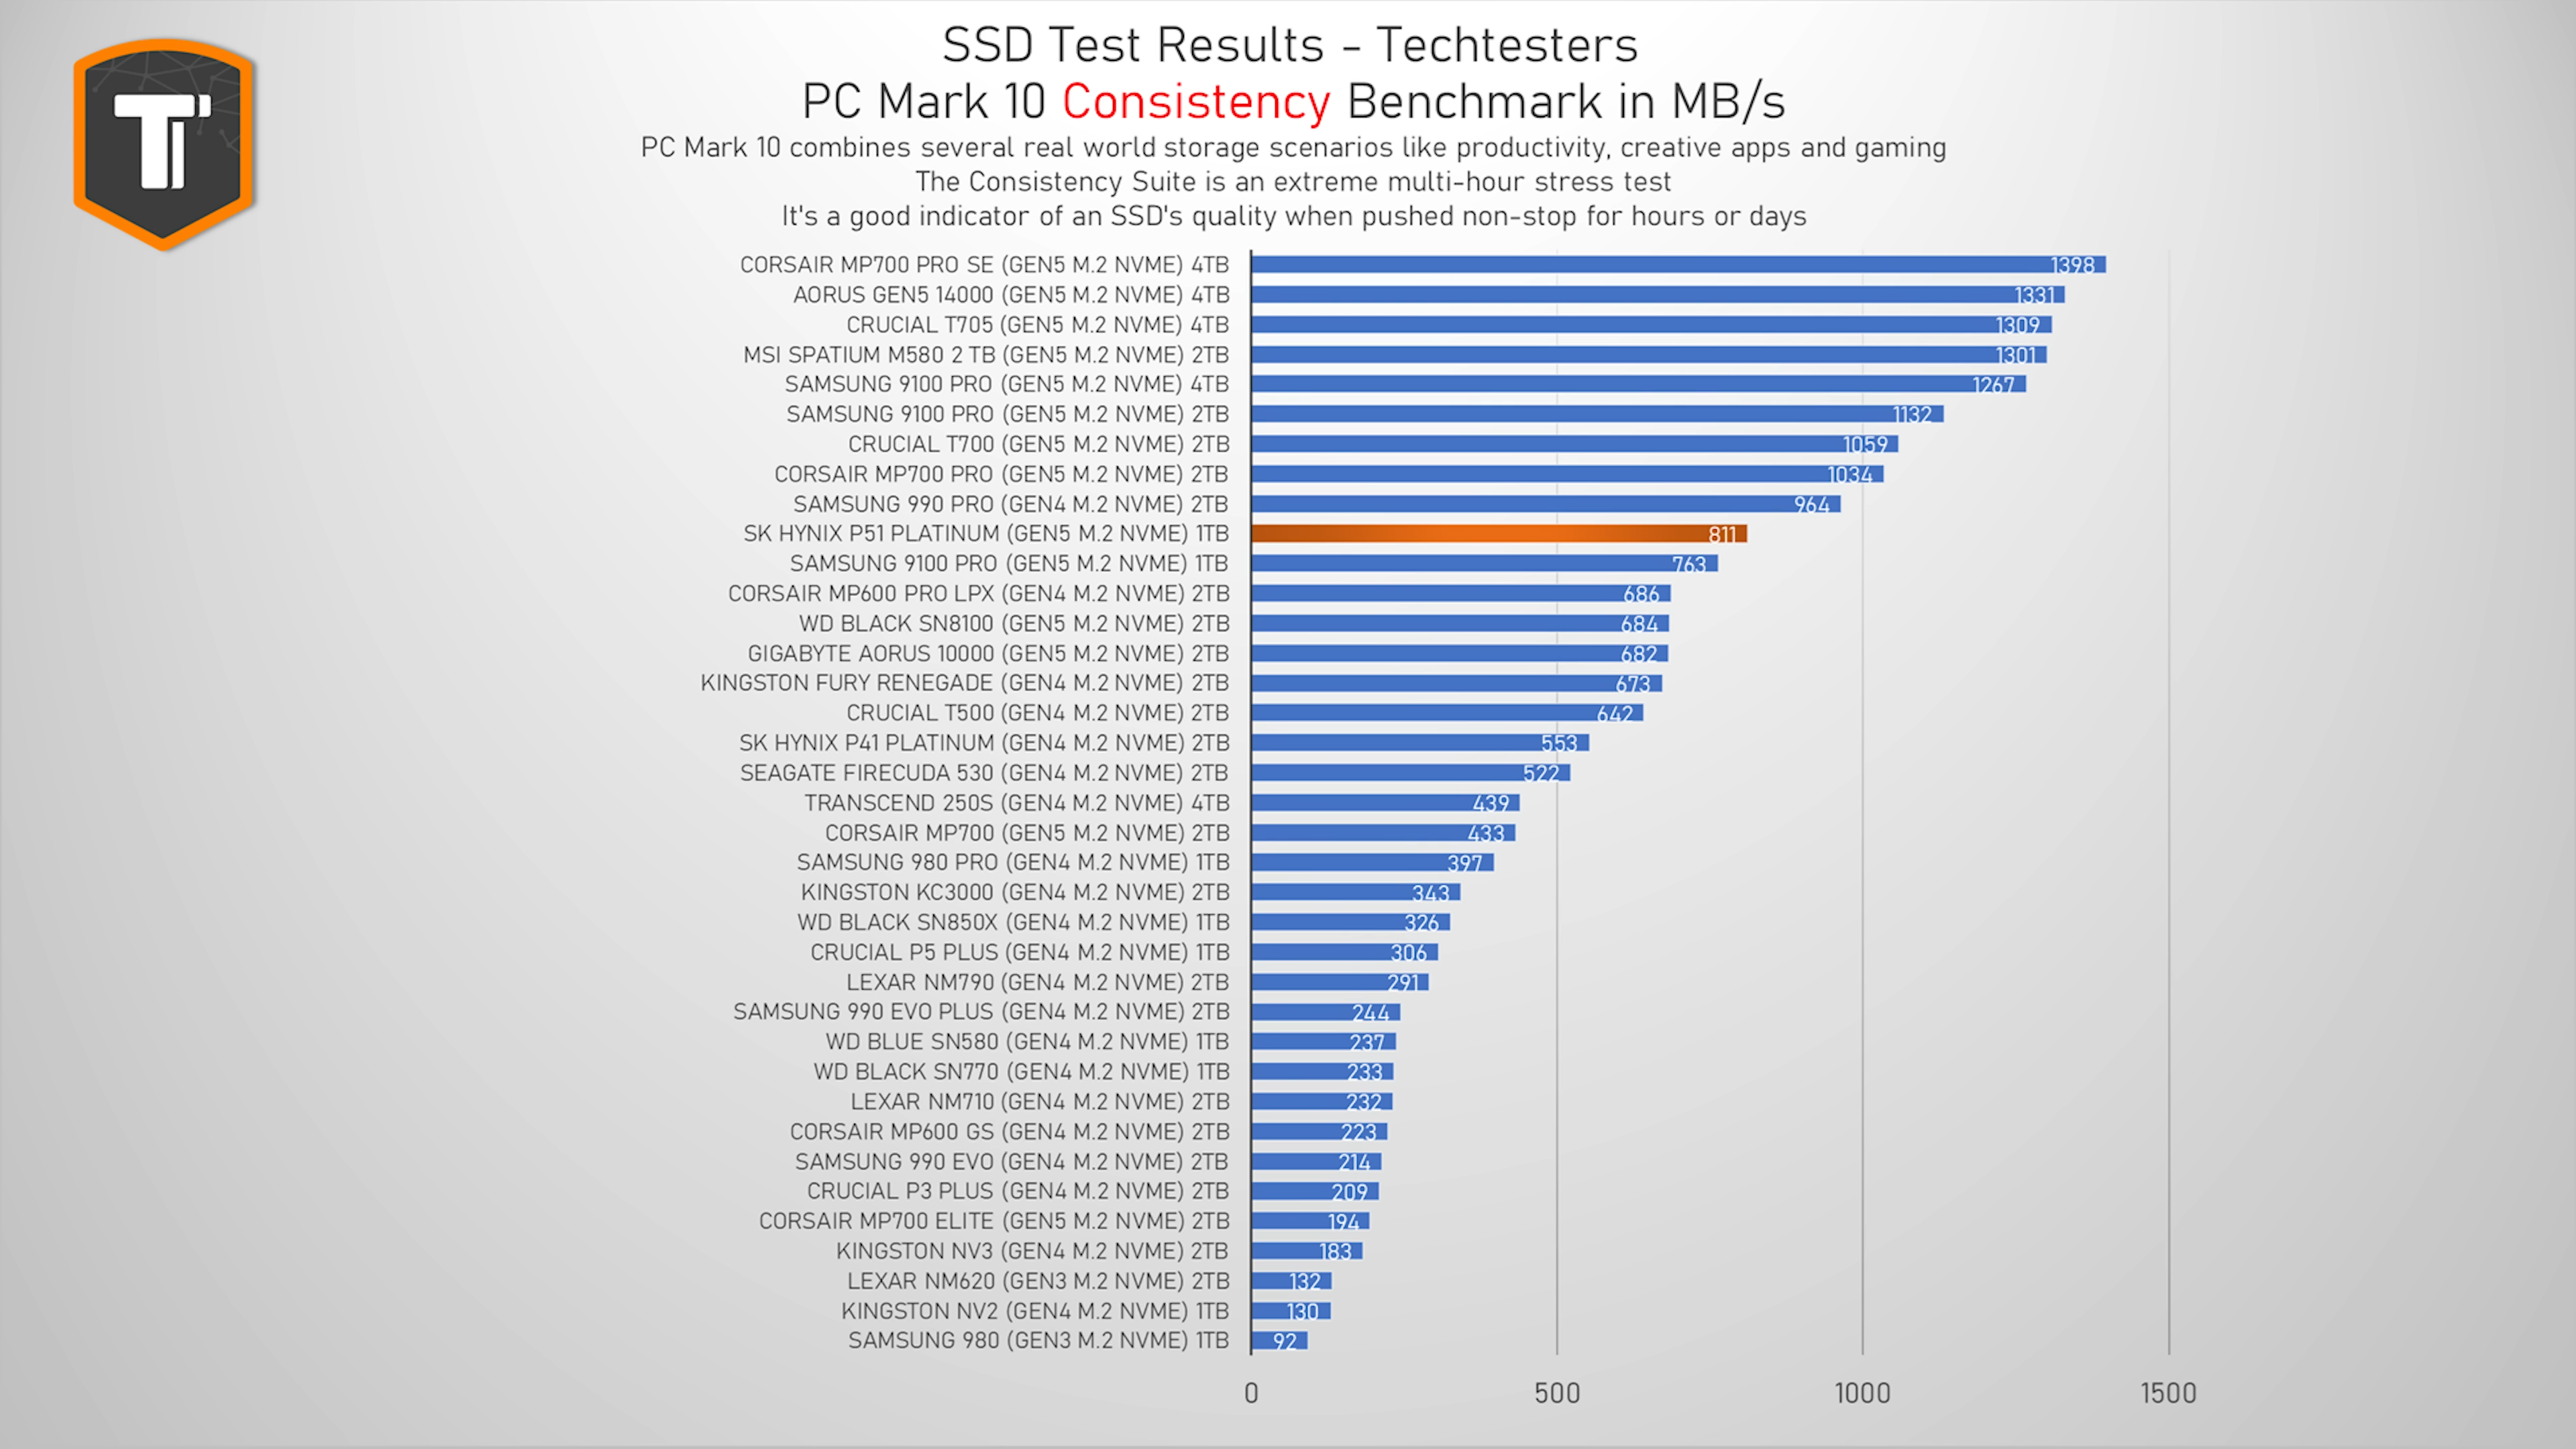 SSD Test Results - Techtesters
PC Mark 10 Consistency Benchmark in MB/s
PC Mark 10 combines several real world storage scenarios like productivity, creative apps and gaming
The Consistency Suite is an extreme multi-hour stress test
It's a good indicator of an SSD's quality when pushed non-stop for hours or days
CORSAIR MP700 PRO SE (GEN5 M.2 NVME) 4TB 1398
AORUS GEN5 14000 (GEN5 M.2 NVME) 4TB 1331
CRUCIAL T705 (GEN5 M.2 NVME) 4TB 1309
MSI SPATIUM M580 2 TB (GEN5 M.2 NVME) 2TB 1301
SAMSUNG 9100 PRO (GEN5 M.2 NVME) 4TB 1267
SAMSUNG 9100 PRO (GEN5 M.2 NVME) 2TB 1132
CRUCIAL T700 (GEN5 M.2 NVME) 2TB 1059
CORSAIR MP700 PRO (GEN5 M.2 NVME) 2TB 1034
SAMSUNG 990 PRO (GEN4 M.2 NVME) 2TB 964
SK HYNIX P51 PLATINUM (GEN5 M.2 NVME) 1TB 811
SAMSUNG 9100 PRO (GEN5 M.2 NVME) 1TB 763
CORSAIR MP600 PRO LPX (GEN4 M.2 NVME) 2TB 686
WD BLACK SN8100 (GEN5 M.2 NVME) 2TB 684
GIGABYTE AORUS 10000 (GEN5 M.2 NVME) 2TB 682
KINGSTON FURY RENEGADE (GEN4 M.2 NVME) 2TB 673
CRUCIAL T500 (GEN4 M.2 NVME) 2TB 642
SK HYNIX P41 PLATINUM (GEN4 M.2 NVME) 2TB 553
SEAGATE FIRECUDA 530 (GEN4 M.2 NVME) 2TB 522
TRANSCEND 250S (GEN4 M.2 NVME) 4TB 439
CORSAIR MP700 (GEN5 M.2 NVME) 2TB 433
SAMSUNG 980 PRO (GEN4 M.2 NVME) 1TB 397
KINGSTON KC3000 (GEN4 M.2 NVME) 2TB 343
WD BLACK SN850X (GEN4 M.2 NVME) 1TB 326
CRUCIAL P5 PLUS (GEN4 M.2 NVME) 1TB 306
LEXAR NM790 (GEN4 M.2 NVME) 2TB 291
SAMSUNG 990 EVO PLUS (GEN4 M.2 NVME) 2TB 244
WD BLUE SN580 (GEN4 M.2 NVME) 1TB 237
WD BLACK SN770 (GEN4 M.2 NVME) 1TB 233
LEXAR NM710 (GEN4 M.2 NVME) 2TB 232
CORSAIR MP600 GS (GEN4 M.2 NVME) 2TB 223
SAMSUNG 990 EVO (GEN4 M.2 NVME) 2TB 214
CRUCIAL P3 PLUS (GEN4 M.2 NVME) 2TB 209
CORSAIR MP700 ELITE (GEN5 M.2 NVME) 2TB 194
KINGSTON NV3 (GEN4 M.2 NVME) 2TB 183
LEXAR NM620 (GEN3 M.2 NVME) 2TB 132
KINGSTON NV2 (GEN4 M.2 NVME) 1TB 130
SAMSUNG 980 (GEN3 M.2 NVME) 1TB 92
0 500 1000 1500